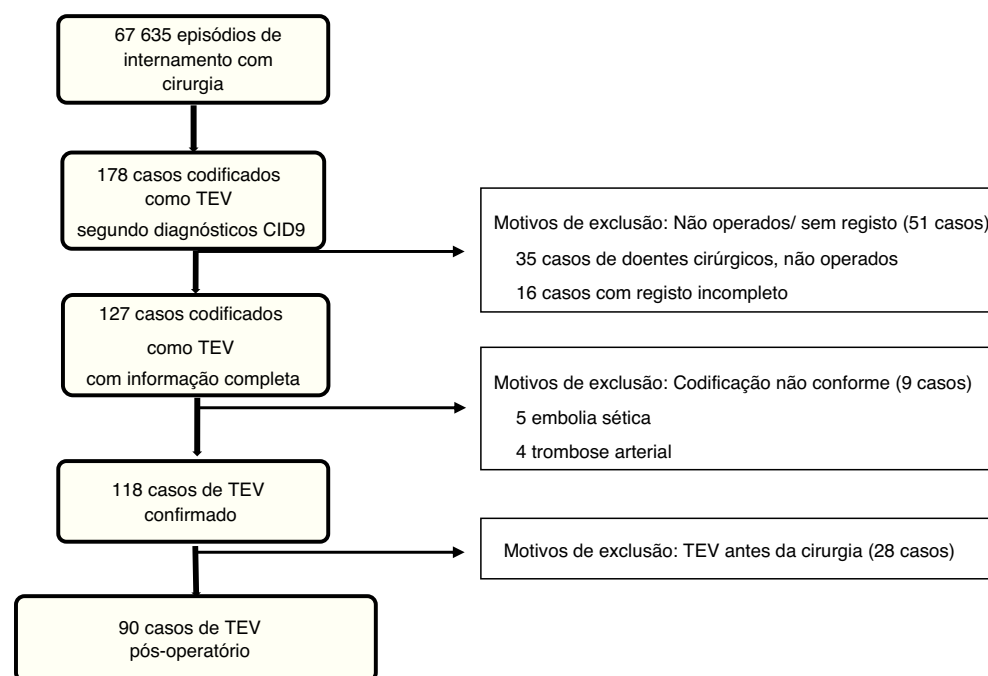 67 635 episódios de
internamento com
cirurgia
178 casos codificados
como TEV
segundo diagnósticos CID9
Motivos de exclusão: Não operados/ sem registo (51 casos)
35 casos de doentes cirúrgicos, não operados
16 casos com registo incompleto
127 casos codificados
como TEV
com informação completa
Motivos de exclusão: Codificação não conforme (9 casos)
5 embolia sética
4 trombose arterial
118 casos de TEV
confirmado
Motivos de exclusão: TEV antes da cirurgia (28 casos)
90 casos de TEV
pós-operatório